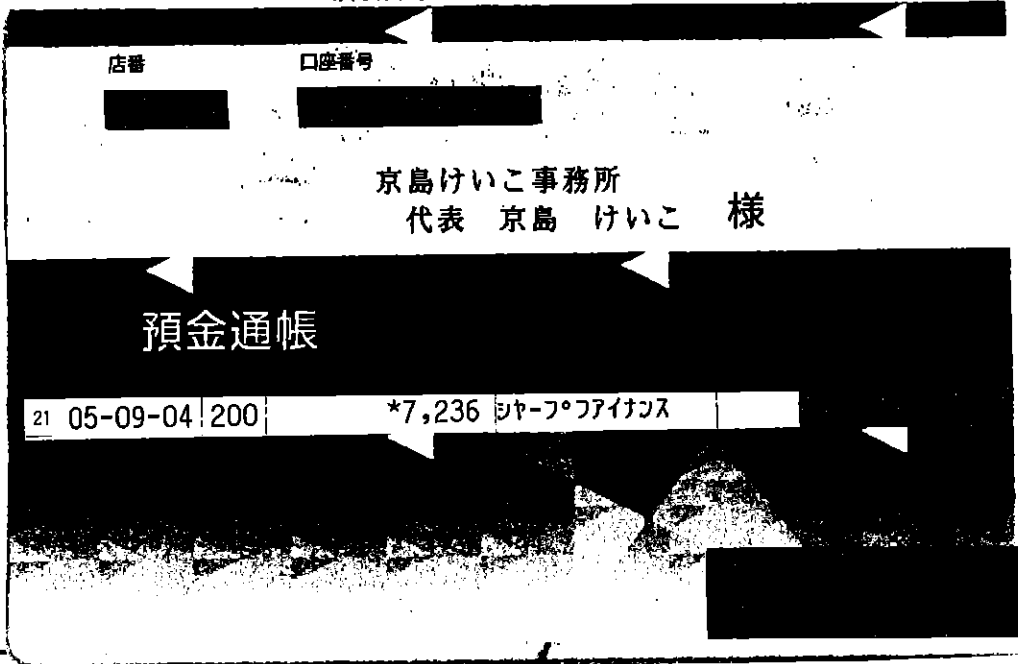 店番 口座番号
京島けいこ事務所
代表 京島 けいこ 様
預金通帳
21 05-09-04 200 *7,236 シヤープフアイナンス